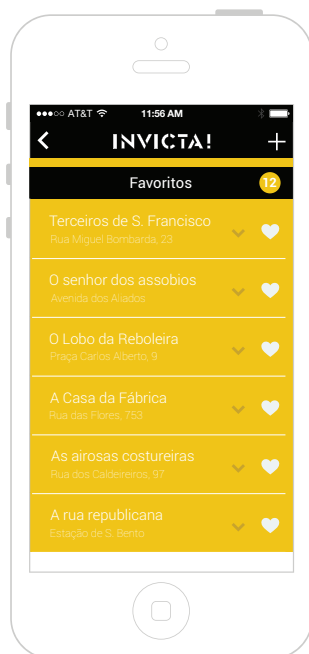 AT&T 11:56 AM
INVICTA!
Favoritos 12
Terceiros de S. Francisco
Rua Miguel Bombarda, 23
O senhor dos assobios
Avenida dos Aliados
O Lobo da Reboleira
Praça Carlos Alberto, 9
A Casa da Fábrica
Rua das Flores, 753
As airosas costureiras
Rua dos Caldeireiros, 97
A rua republicana
Estação de S. Bento